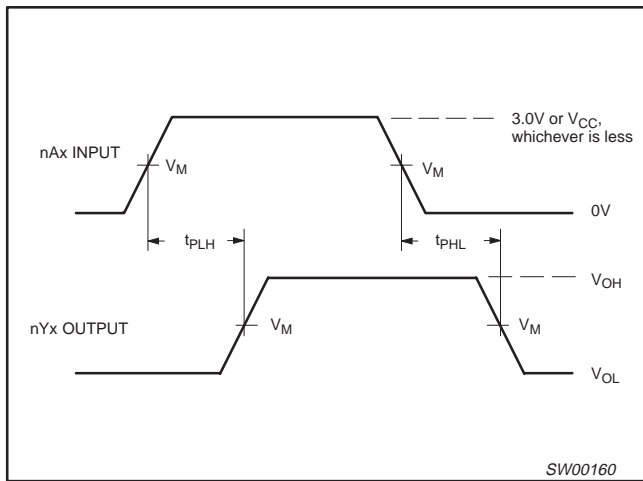 3.0V or VCC,
whichever is less
nAx INPUT
VM
VM
0V
tPLH
tPHL
VOH
nYx OUTPUT
VM
VM
VOL
SW00160